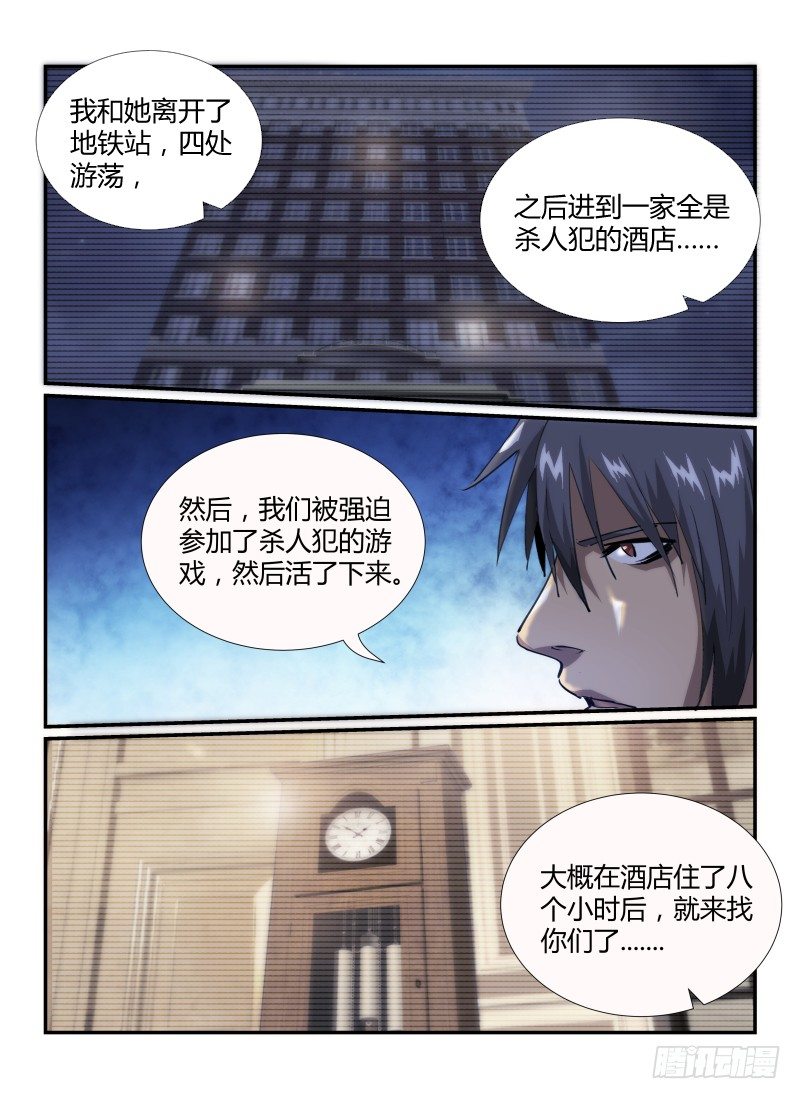 我和她离开了
地铁站，四处
游荡，
之后进到一家全是
杀人犯的酒店......
然后，我们被强迫
参加了杀人犯的游
戏，然后活了下来。
大概在酒店住了八
个小时后，就来找
你们了.......
腾讯动漫